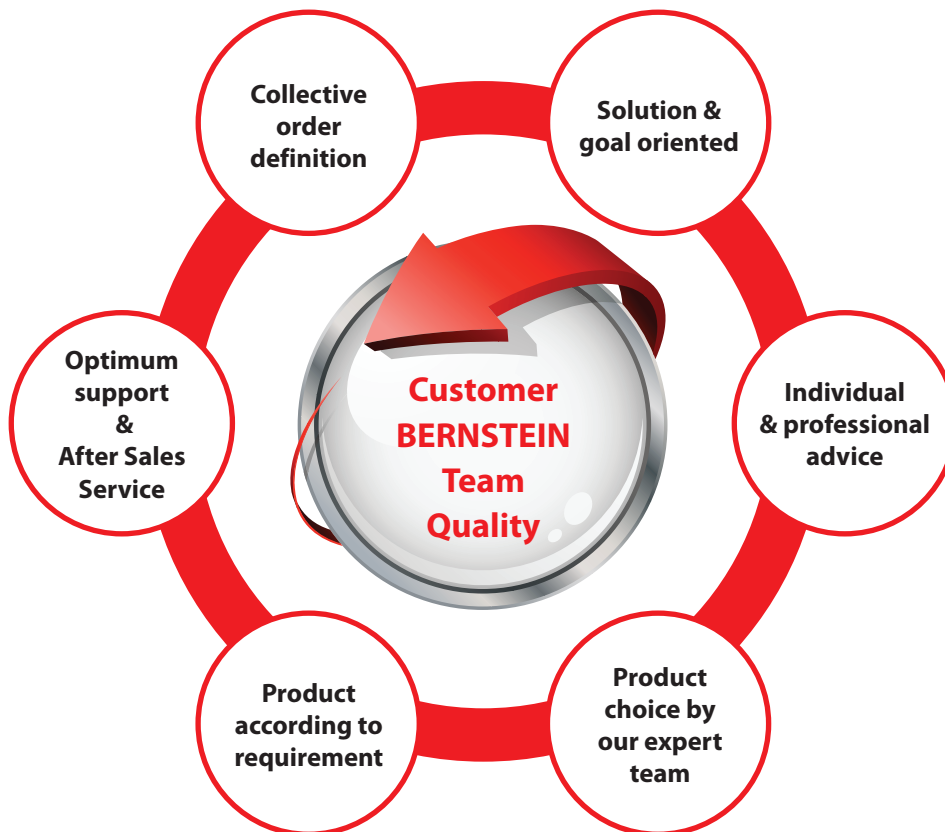 Collective
order
definition
Solution &
goal oriented
Optimum
support
&
After Sales
Service
Customer
BERNSTEIN
Team
Quality
Individual
& professional
advice
Product
according to
requirement
Product
choice by
our expert
team